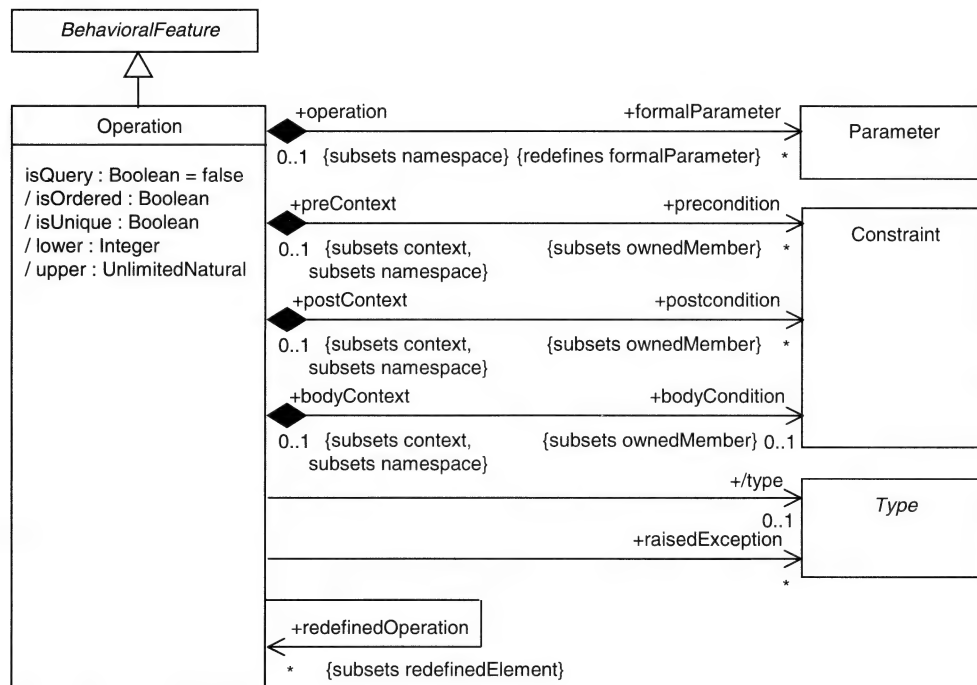 BehavioralFeature
Operation
isQuery : Boolean = false
/ isOrdered : Boolean
/ isUnique : Boolean
/ lower : Integer
/ upper : UnlimitedNatural
+operation +formalParameter
0..1 {subsets namespace} {redefines formalParameter} *
Parameter
+preContext +precondition
0..1 {subsets context, {subsets ownedMember} *
subsets namespace}
Constraint
+postContext +postcondition
0..1 {subsets context, {subsets ownedMember} *
subsets namespace}
+bodyContext +bodyCondition
0..1 {subsets context, {subsets ownedMember} 0..1
subsets namespace}
+/type
0..1
Type
+raisedException
*
+redefinedOperation
* {subsets redefinedElement}